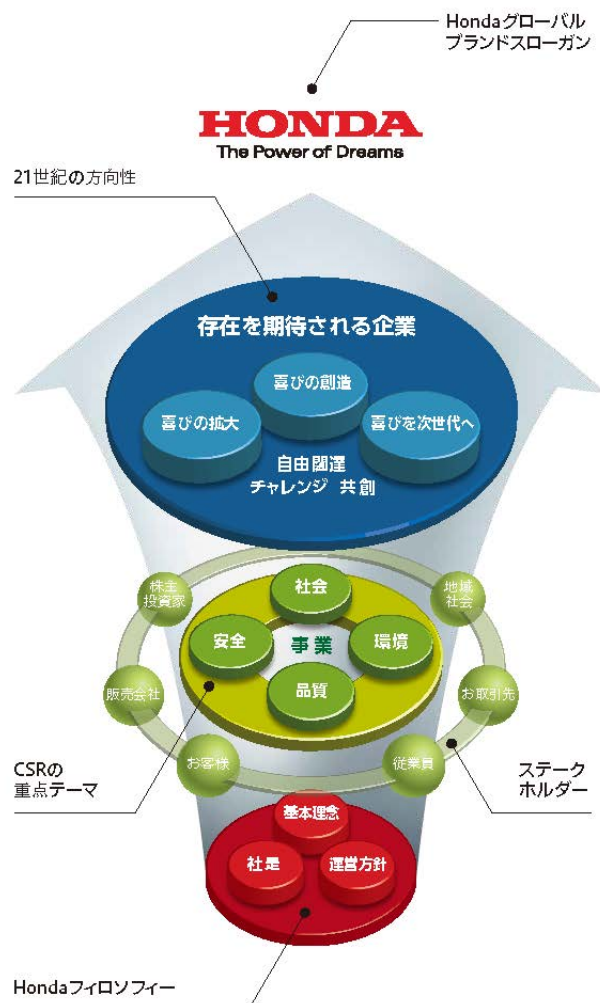 Hondaグローバル
ブランドスローガン
HONDA
The Power of Dreams
21世紀の方向性
存在を期待される企業
喜びの創造
喜びの拡大
喜びを次世代へ
自由闊達
チャレンジ 共創
株主
投資家
社会
地域
社会
安全
事業
環境
販売会社
品質
お取引先
お客様
従業員
CSRの
重点テーマ
ステーク
ホルダー
基本理念
社是
運営方針
Hondaフィロソフィー